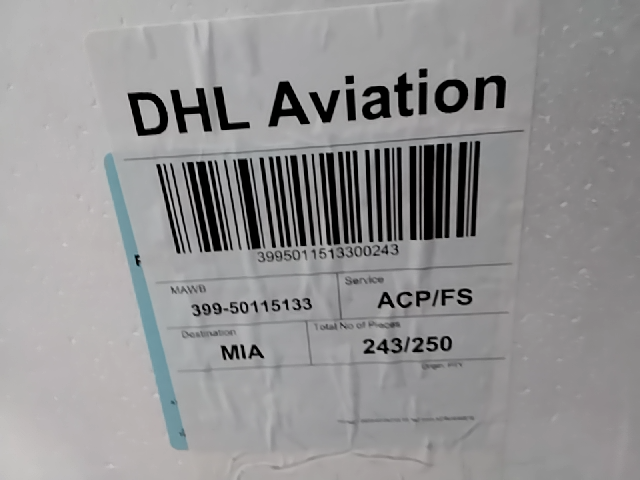 DHL Aviation
3995011513300243
MAWB
399-50115133
Service
ACP/FS
Destination
MIA
Total No of Pieces
243/250